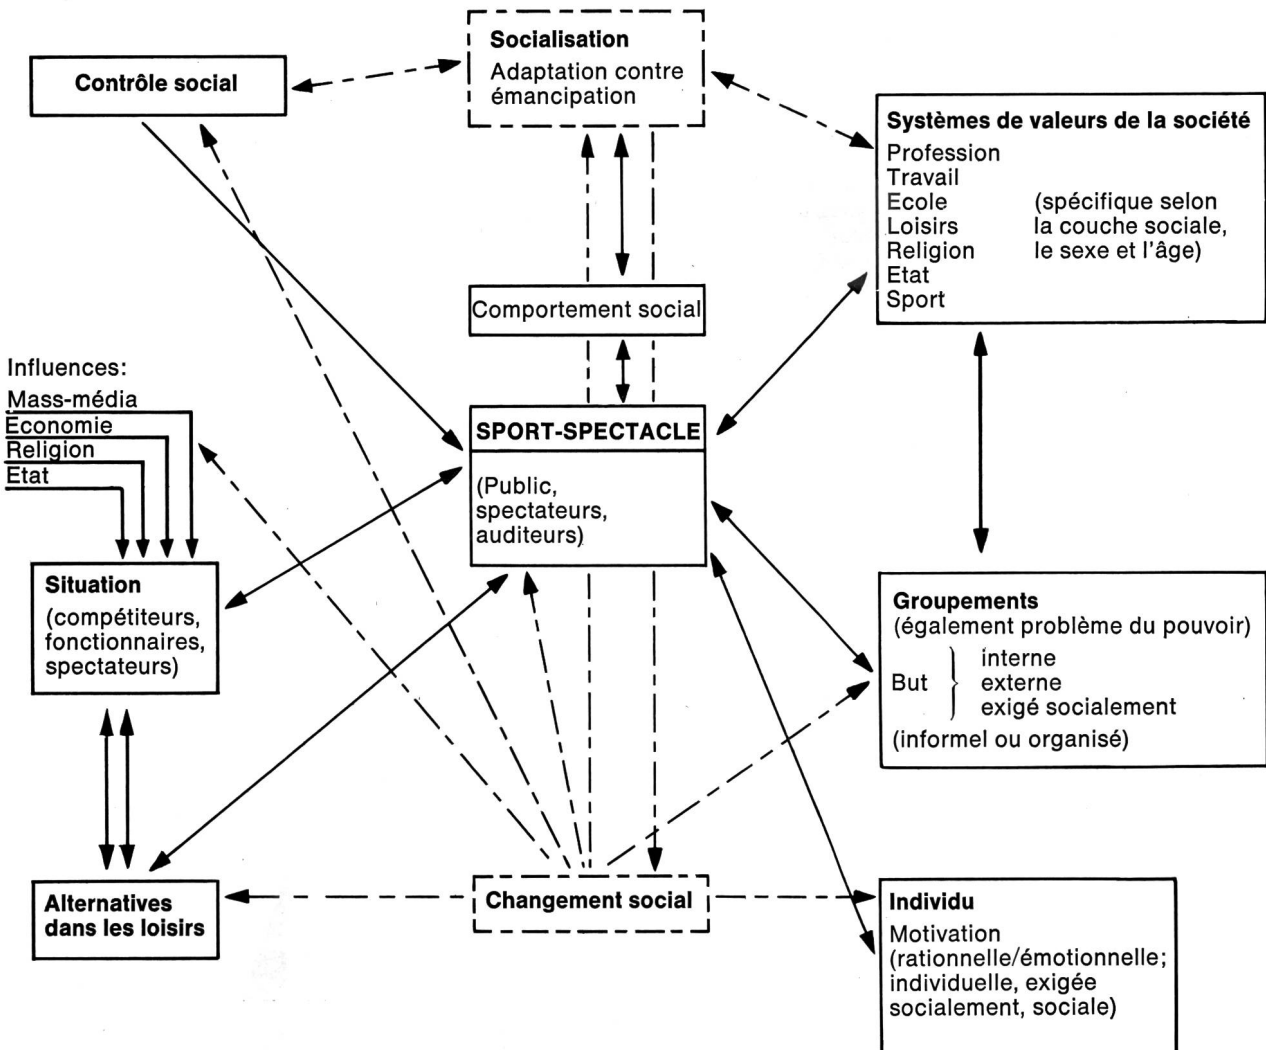 Contrôle social
Socialisation
Adaptation contre
émancipation
Systèmes de valeurs de la société
Profession
Travail
Ecole (spécifique selon
Loisirs la couche sociale,
Religion le sexe et l'âge)
Etat
Sport
Comportement social
Influences:
Mass-média
Economie
Religion
Etat
SPORT-SPECTACLE
(Public,
spectateurs,
auditeurs)
Situation
(compétiteurs,
fonctionnaires,
spectateurs)
Groupements
(également problème du pouvoir)
But } interne
externe
exigé socialement
(informel ou organisé)
Alternatives
dans les loisirs
Changement social
Individu
Motivation
(rationnelle/émotionnelle;
individuelle, exigée
socialement, sociale)